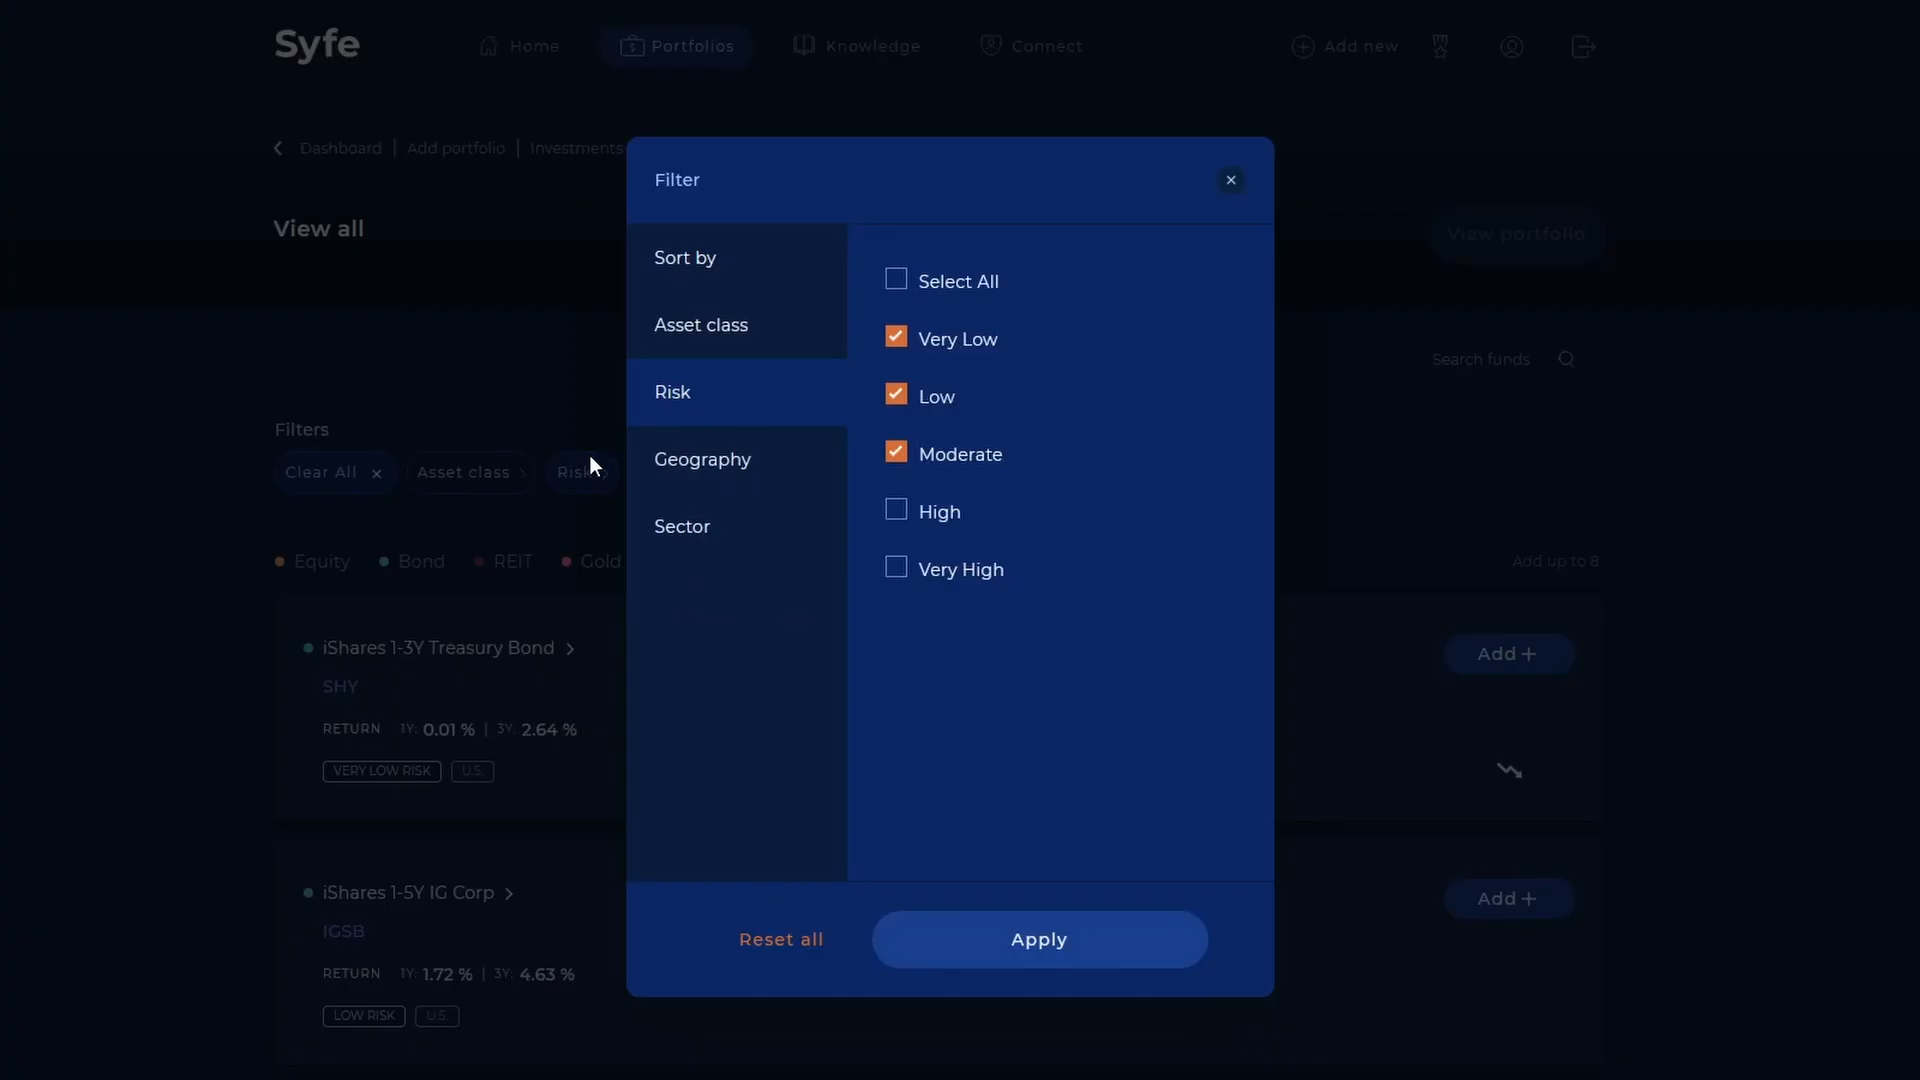 Syfe
Home
Portfolios
Knowledge
Connect
Add new
Dashboard | Add portfolio | Investments
View all
View portfolio
Search funds
Filters
Clear All ×
Asset class
Risk
Equity
Bond
REIT
Gold
Add up to 8
iShares 1-3Y Treasury Bond
SHY
RETURN 1Y: 0.01 % | 3Y: 2.64 %
VERY LOW RISK
U.S.
Add +
iShares 1-5Y IG Corp
IGSB
RETURN 1Y: 1.72 % | 3Y: 4.63 %
LOW RISK
U.S.
Add +
Filter
Sort by
Asset class
Risk
Geography
Sector
Select All
Very Low
Low
Moderate
High
Very High
Reset all
Apply